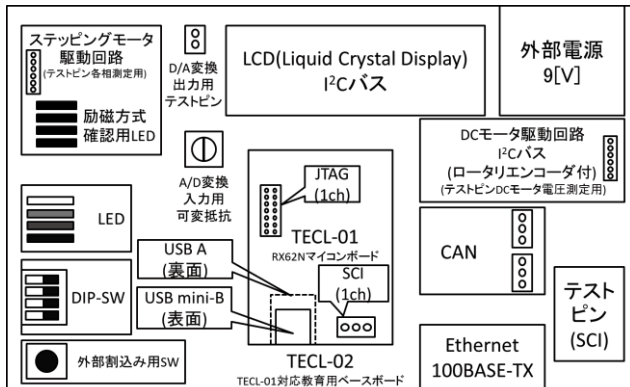 ステッピングモータ
駆動回路
(テストピン各相測定用)
励磁方式
確認用LED
D/A変換
出力用
テストピン
LCD(Liquid Crystal Display)
I²Cバス
外部電源
9[V]
A/D変換
入力用
可変抵抗
JTAG
(1ch)
TECL-01
RX62Nマイコンボード
DCモータ駆動回路
I²Cバス
(ロータリエンコーダ付)
(テストピンDCモータ電圧測定用)
LED
USB A
(裏面)
SCI
(1ch)
CAN
DIP-SW
USB mini-B
(表面)
テスト
ピン
(SCI)
外部割込み用SW
TECL-02
TECL-01対応教育用ベースボード
Ethernet
100BASE-TX